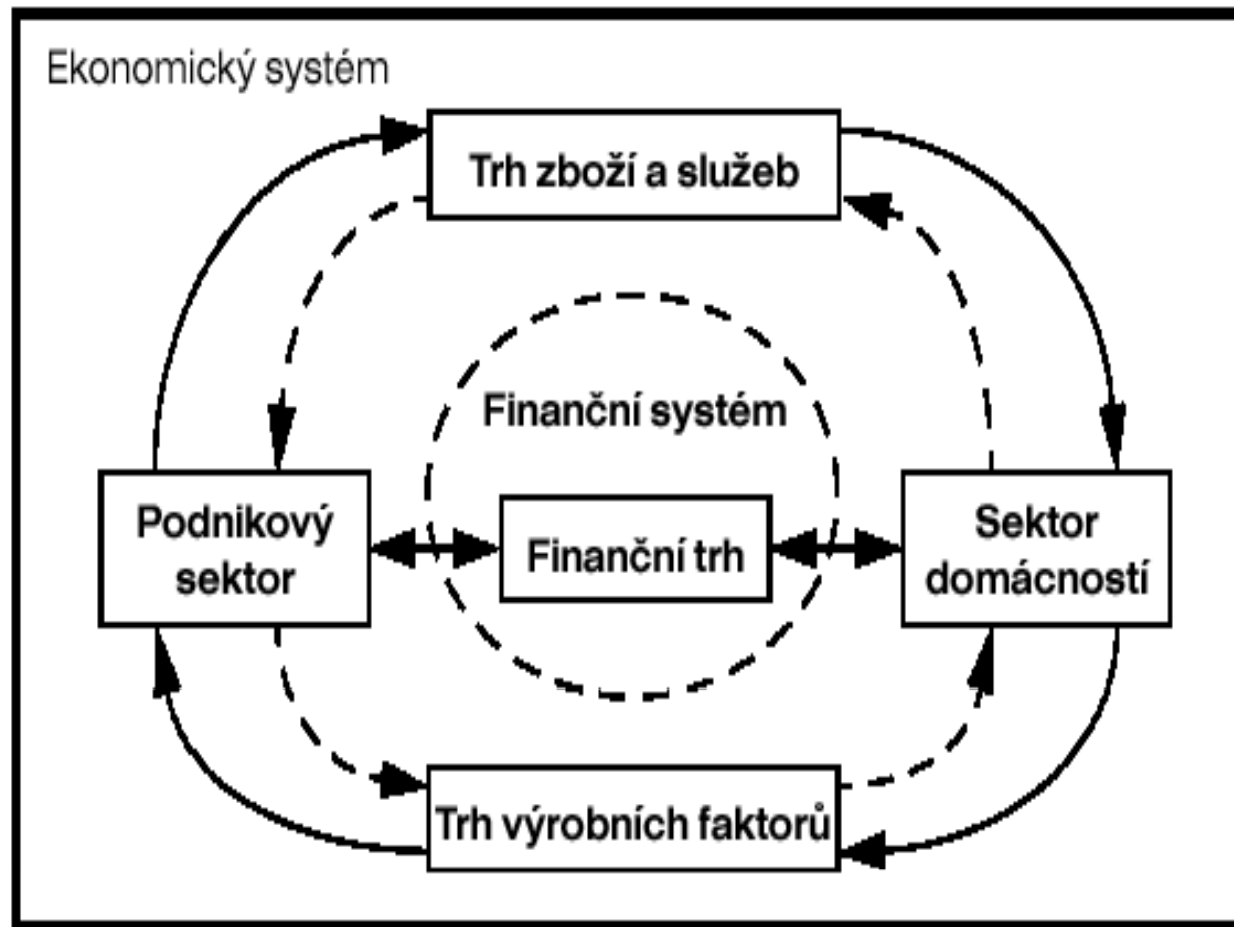 Ekonomický systém
Trh zboží a služeb
Finanční systém
Podnikový
sektor
Finanční trh
Sektor
domácností
Trh výrobních faktorů